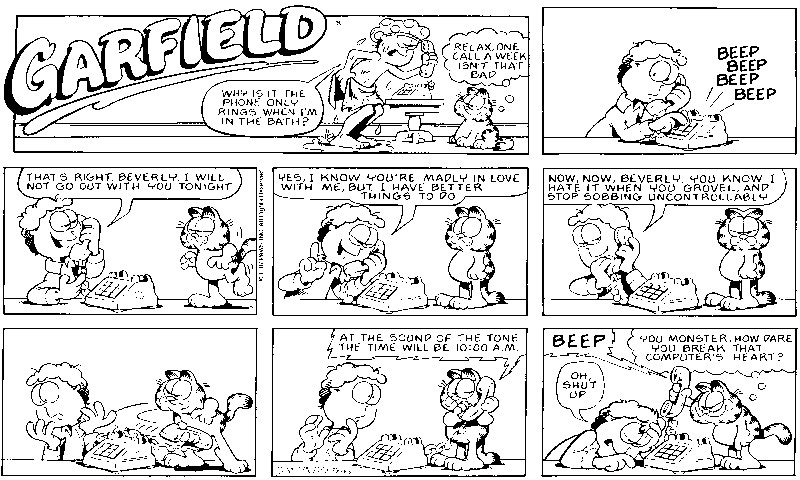 GARFIELD
WHY IS IT THE
PHONE ONLY
RINGS WHEN I'M
IN THE BATH?
RELAX. ONE
CALL A WEEK
ISN'T THAT
BAD
BEEP
BEEP
BEEP
BEEP
THAT'S RIGHT, BEVERLY. I WILL
NOT GO OUT WITH YOU TONIGHT
YES, I KNOW YOU'RE MADLY IN LOVE
WITH ME, BUT I HAVE BETTER
THINGS TO DO
NOW, NOW, BEVERLY. YOU KNOW I
HATE IT WHEN YOU GROVEL, AND
STOP SOBBING UNCONTROLLABLY
AT THE SOUND OF THE TONE
THE TIME WILL BE 10:00 A.M.
BEEP
YOU MONSTER. HOW DARE
YOU BREAK THAT
COMPUTER'S HEART?
OH,
SHUT
UP